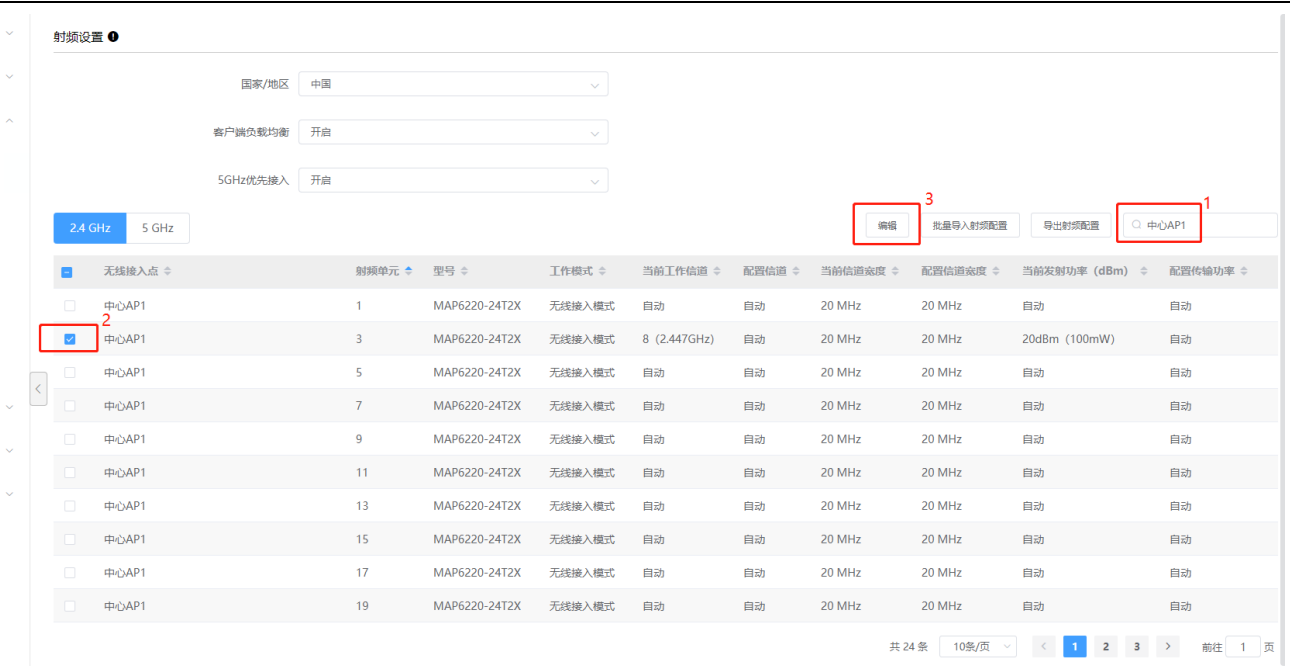 射频设置
国家/地区 中国
客户端负载均衡 开启
5GHz优先接入 开启
3
1
2.4 GHz 5 GHz 编辑 批量导入射频配置 导出射频配置 中心AP1
无线接入点 射频单元 型号 工作模式 当前工作信道 配置信道 当前信道宽度 配置信道宽度 当前发射功率（dBm） 配置传输功率
中心AP1 1 MAP6220-24T2X 无线接入模式 自动 自动 20 MHz 20 MHz 自动 自动
2
中心AP1 3 MAP6220-24T2X 无线接入模式 8（2.447GHz） 自动 20 MHz 20 MHz 20dBm（100mW） 自动
中心AP1 5 MAP6220-24T2X 无线接入模式 自动 自动 20 MHz 20 MHz 自动 自动
中心AP1 7 MAP6220-24T2X 无线接入模式 自动 自动 20 MHz 20 MHz 自动 自动
中心AP1 9 MAP6220-24T2X 无线接入模式 自动 自动 20 MHz 20 MHz 自动 自动
中心AP1 11 MAP6220-24T2X 无线接入模式 自动 自动 20 MHz 20 MHz 自动 自动
中心AP1 13 MAP6220-24T2X 无线接入模式 自动 自动 20 MHz 20 MHz 自动 自动
中心AP1 15 MAP6220-24T2X 无线接入模式 自动 自动 20 MHz 20 MHz 自动 自动
中心AP1 17 MAP6220-24T2X 无线接入模式 自动 自动 20 MHz 20 MHz 自动 自动
中心AP1 19 MAP6220-24T2X 无线接入模式 自动 自动 20 MHz 20 MHz 自动 自动
共 24 条 10条/页 1 2 3 前往 1 页